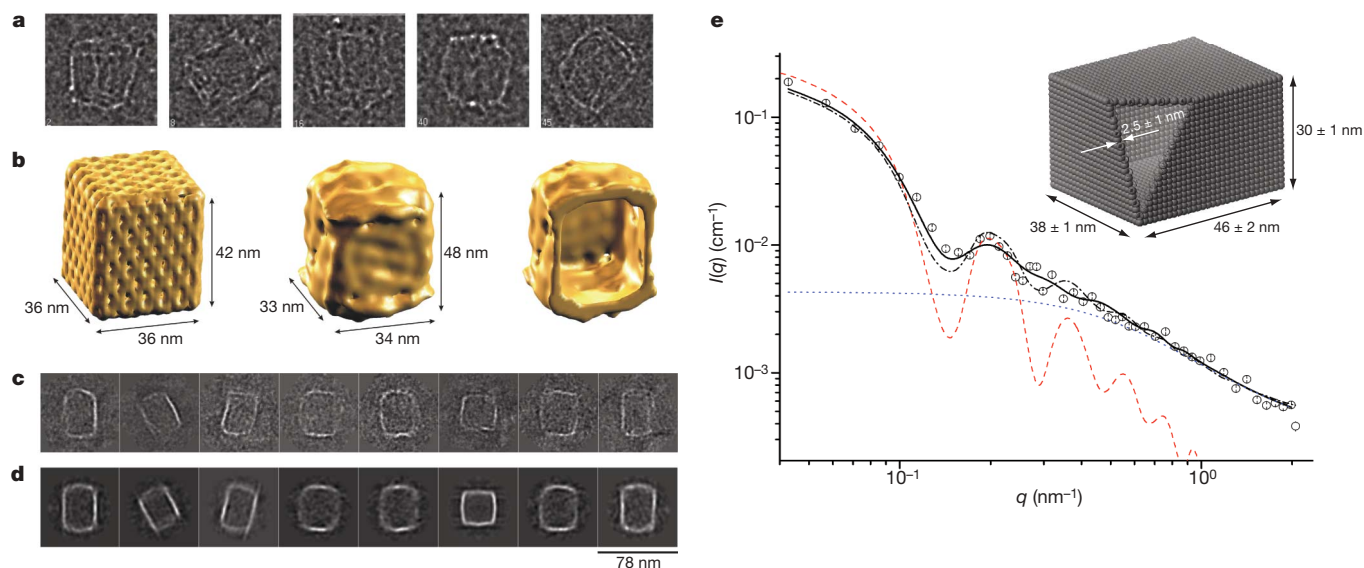 a
2
8
16
40
45
b
36 nm
36 nm
42 nm
33 nm
34 nm
48 nm
c
d
78 nm
e
I(q) (cm⁻¹)
10⁻¹
10⁻²
10⁻³
10⁻¹
10⁰
q (nm⁻¹)
2.5 ± 1 nm
30 ± 1 nm
38 ± 1 nm
46 ± 2 nm